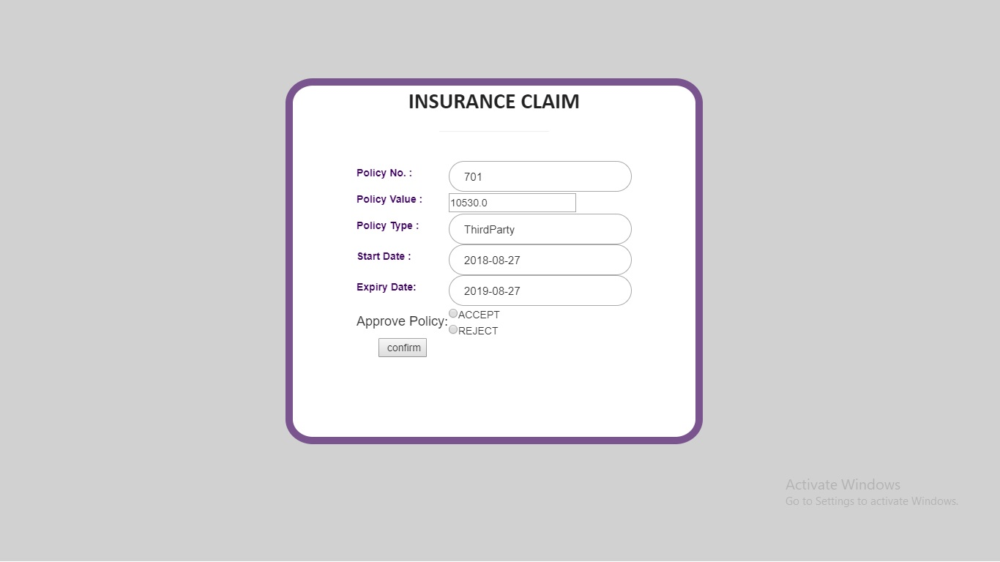 INSURANCE CLAIM
Policy No. : 701
Policy Value : 10530.0
Policy Type : ThirdParty
Start Date : 2018-08-27
Expiry Date: 2019-08-27
Approve Policy: ACCEPT
REJECT
confirm
Activate Windows
Go to Settings to activate Windows.